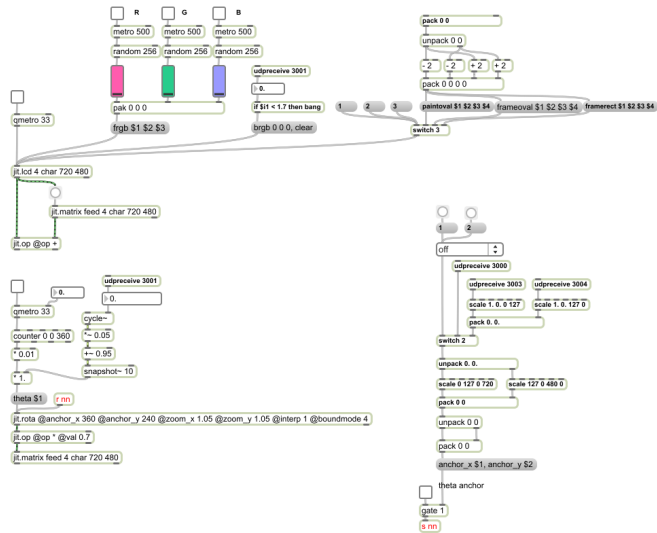 R G B
metro 500 metro 500 metro 500
random 256 random 256 random 256
udpreceive 3001
0.
pak 0 0 0
if $i1 < 1.7 then bang
frgb $1 $2 $3
brgb 0 0 0, clear
qmetro 33
jit.lcd 4 char 720 480
jit.matrix feed 4 char 720 480
jit.op @op +
pack 0 0
unpack 0 0
- 2 - 2 + 2 + 2
pack 0 0 0 0
1 2 3
paintoval $1 $2 $3 $4 frameoval $1 $2 $3 $4 framerect $1 $2 $3 $4
switch 3
0.
udpreceive 3001
0.
qmetro 33
cycle~
counter 0 0 360
*~ 0.05
* 0.01
+~ 0.95
* 1.
snapshot~ 10
theta $1
r nn
jit.rota @anchor_x 360 @anchor_y 240 @zoom_x 1.05 @zoom_y 1.05 @interp 1 @boundmode 4
jit.op @op * @val 0.7
jit.matrix feed 4 char 720 480
1 2
off
udpreceive 3000
udpreceive 3003 udpreceive 3004
scale 1. 0. 0 127 scale 1. 0. 127 0
pack 0. 0.
switch 2
unpack 0. 0.
scale 0 127 0 720 scale 127 0 480 0
pack 0 0
unpack 0 0
pack 0 0
anchor_x $1, anchor_y $2
theta anchor
gate 1
s nn